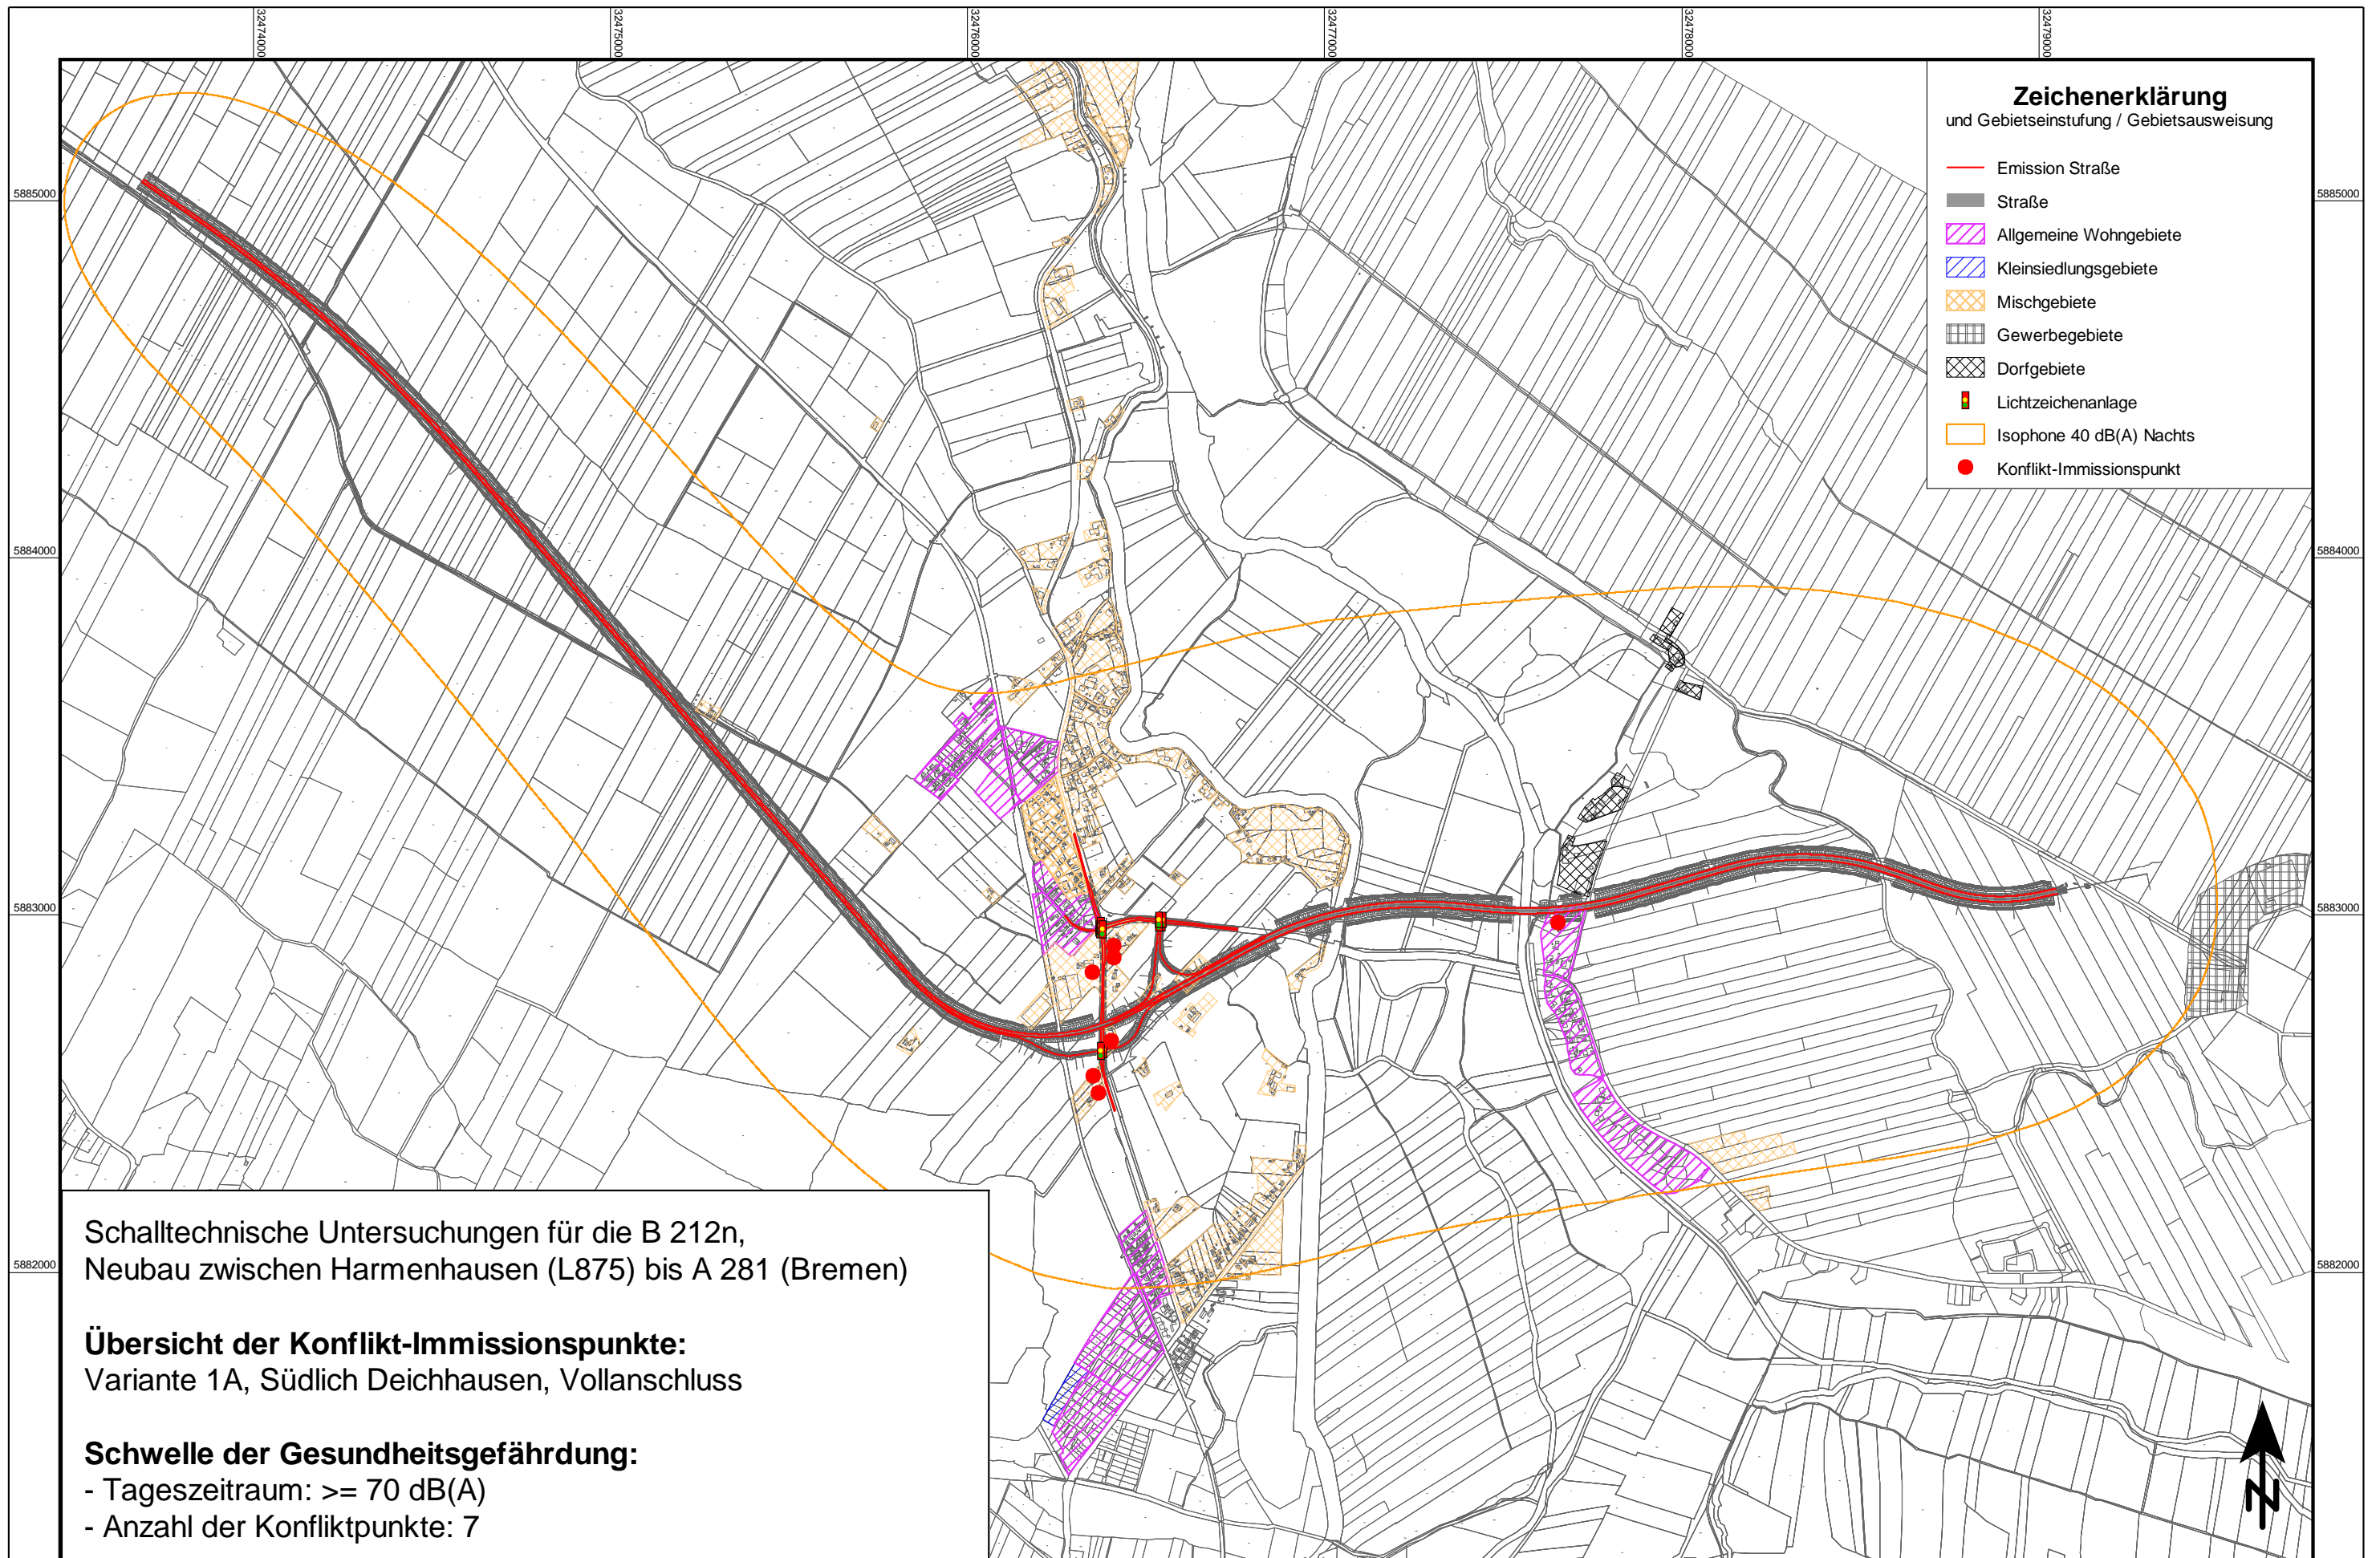 32474000
32475000
32476000
32477000
32478000
32479000
Zeichenerklärung
und Gebietseinstufung / Gebietsausweisung
Emission Straße
Straße
Allgemeine Wohngebiete
Kleinsiedlungsgebiete
Mischgebiete
Gewerbegebiete
Dorfgebiete
Lichtzeichenanlage
Isophone 40 dB(A) Nachts
Konflikt-Immissionspunkt
5885000
5885000
5884000
5884000
5883000
5883000
5882000
5882000
Schalltechnische Untersuchungen für die B 212n,
Neubau zwischen Harmenhausen (L875) bis A 281 (Bremen)
Übersicht der Konflikt-Immissionspunkte:
Variante 1A, Südlich Deichhausen, Vollanschluss
Schwelle der Gesundheitsgefährdung:
- Tageszeitraum: >= 70 dB(A)
- Anzahl der Konfliktpunkte: 7
N